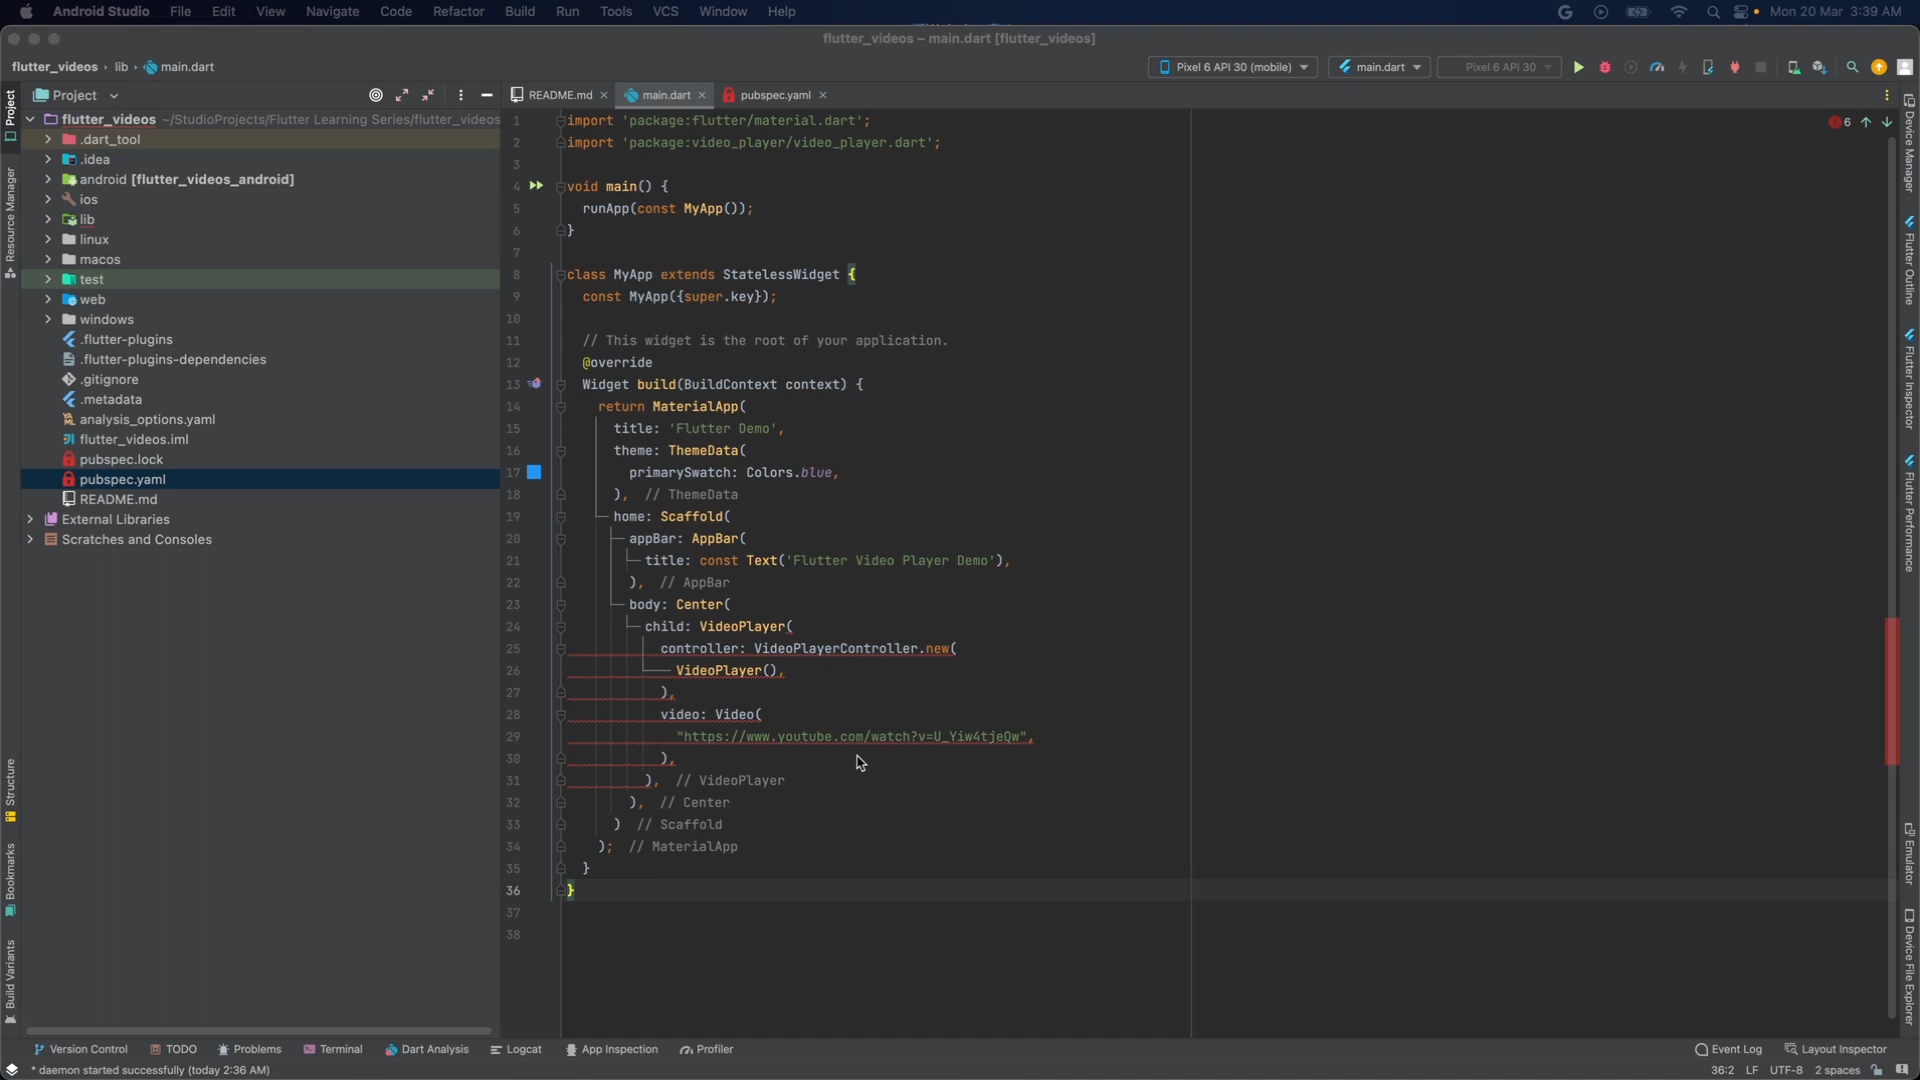 Android Studio File Edit View Navigate Code Refactor Build Run Tools VCS Window Help Mon 20 Mar 3:39 AM
flutter_videos – main.dart [flutter_videos]
flutter_videos › lib › main.dart
Pixel 6 API 30 (mobile)
main.dart
Pixel 6 API 30
Project
README.md
main.dart
pubspec.yaml
flutter_videos ~/StudioProjects/Flutter Learning Series/flutter_videos
.dart_tool
.idea
android [flutter_videos_android]
ios
lib
linux
macos
test
web
windows
.flutter-plugins
.flutter-plugins-dependencies
.gitignore
.metadata
analysis_options.yaml
flutter_videos.iml
pubspec.lock
pubspec.yaml
README.md
External Libraries
Scratches and Consoles
Project
Resource Manager
Structure
Bookmarks
Build Variants
1 import 'package:flutter/material.dart';
2 import 'package:video_player/video_player.dart';
3
4 void main() {
5 runApp(const MyApp());
6 }
7
8 class MyApp extends StatelessWidget {
9 const MyApp({super.key});
10
11 // This widget is the root of your application.
12 @override
13 Widget build(BuildContext context) {
14 return MaterialApp(
15 title: 'Flutter Demo',
16 theme: ThemeData(
17 primarySwatch: Colors.blue,
18 ), // ThemeData
19 home: Scaffold(
20 appBar: AppBar(
21 title: const Text('Flutter Video Player Demo'),
22 ), // AppBar
23 body: Center(
24 child: VideoPlayer(
25 controller: VideoPlayerController.new(
26 VideoPlayer(),
27 ),
28 video: Video(
29 "https://www.youtube.com/watch?v=U_Yiw4tjeQw",
30 ),
31 ), // VideoPlayer
32 ), // Center
33 ) // Scaffold
34 ); // MaterialApp
35 }
36 }
37
38
6
Device Manager
Flutter Outline
Flutter Inspector
Flutter Performance
Emulator
Device File Explorer
Version Control TODO Problems Terminal Dart Analysis Logcat App Inspection Profiler Event Log Layout Inspector
* daemon started successfully (today 2:36 AM) 36:2 LF UTF-8 2 spaces